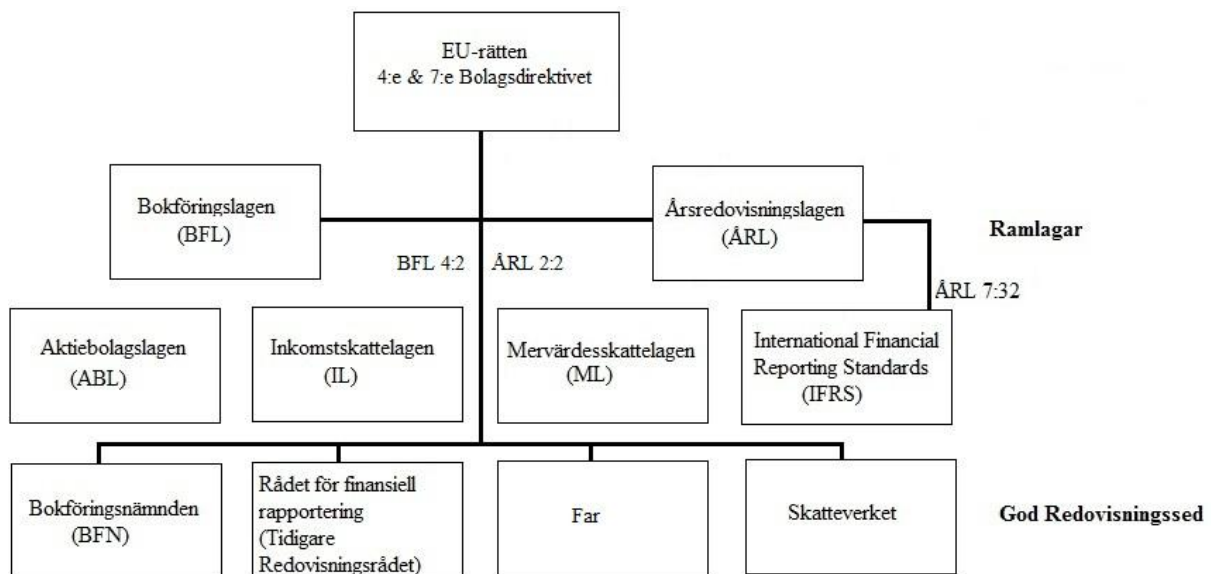 EU-rätten
4:e & 7:e Bolagsdirektivet
Bokföringslagen
(BFL)
Årsredovisningslagen
(ÅRL)
Ramlagar
BFL 4:2
ÅRL 2:2
ÅRL 7:32
Aktiebolagslagen
(ABL)
Inkomstskattelagen
(IL)
Mervärdesskattelagen
(ML)
International Financial
Reporting Standards
(IFRS)
Bokföringsnämnden
(BFN)
Rådet för finansiell
rapportering
(Tidigare
Redovisningsrådet)
Far
Skatteverket
God Redovisningssed